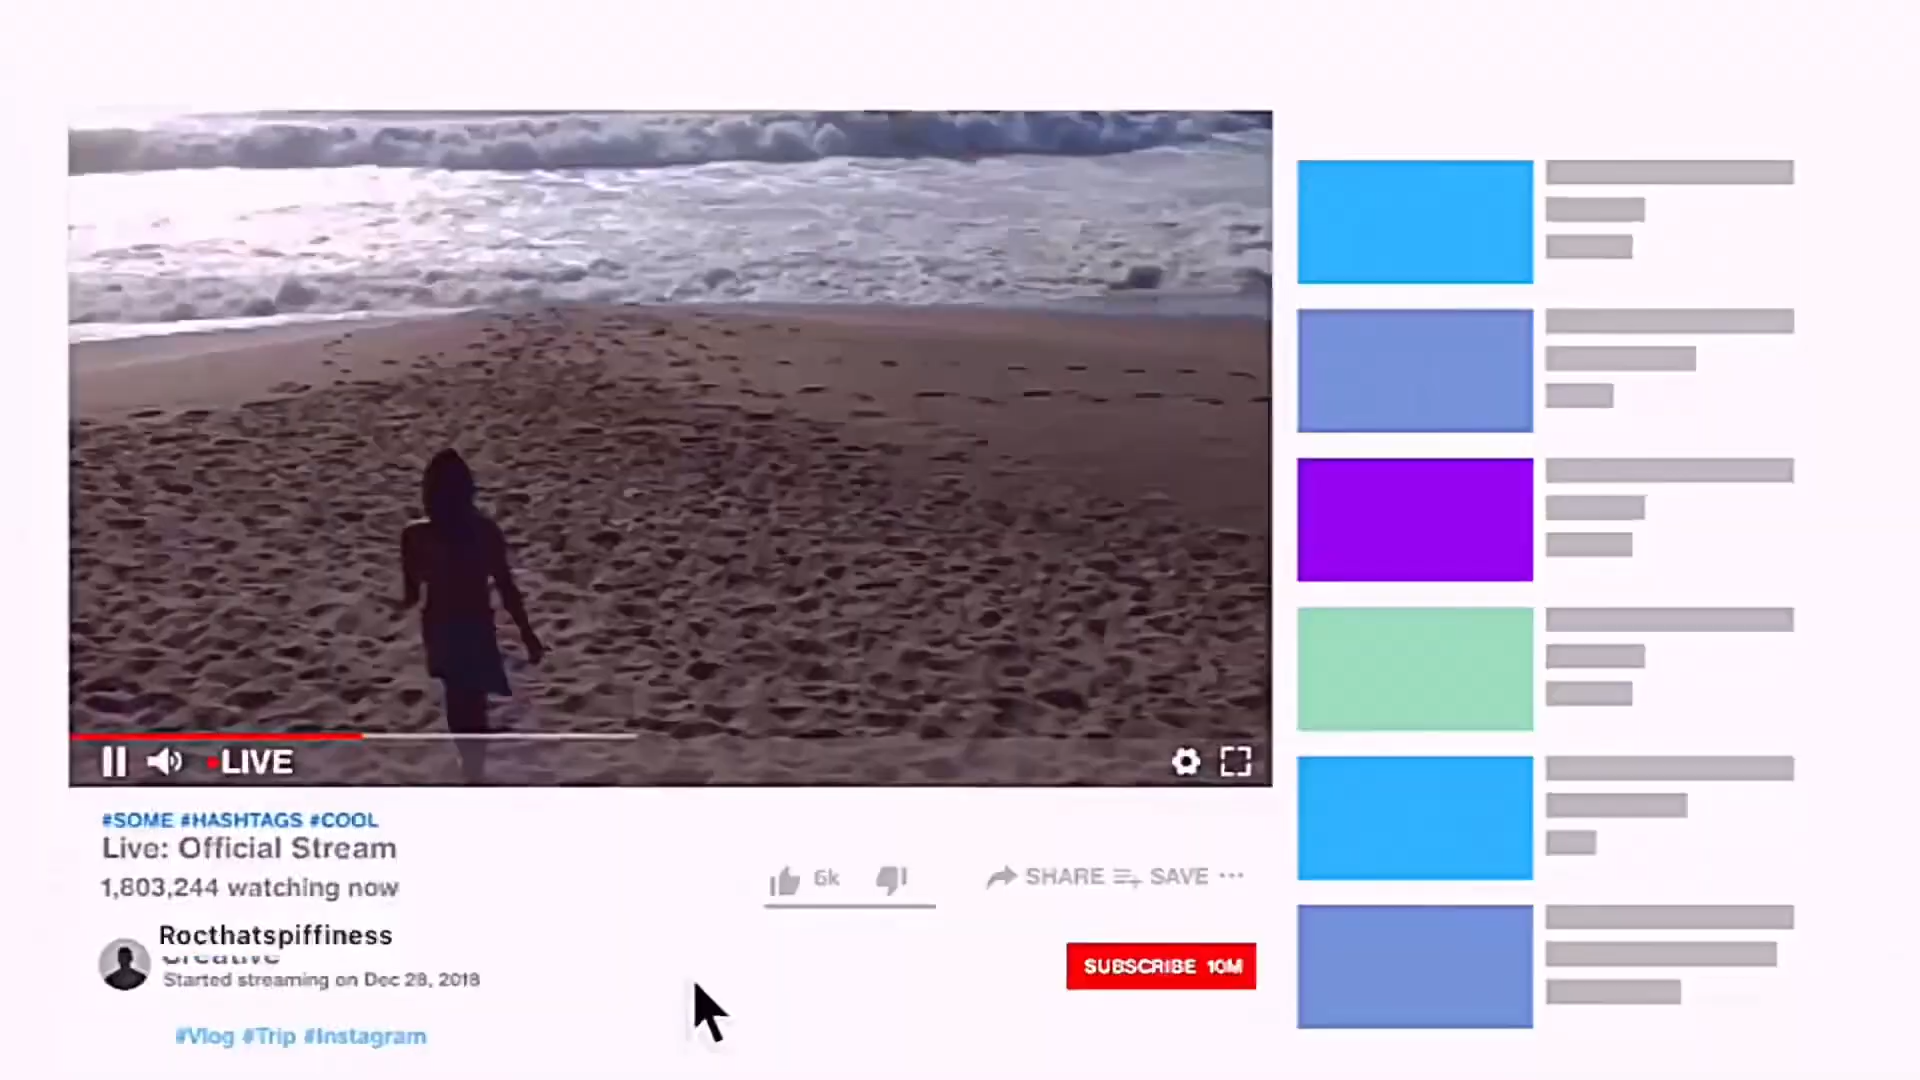 LIVE
#SOME #HASHTAGS #COOL
Live: Official Stream
1,803,244 watching now
6k
SHARE SAVE
Rocthatspiffiness
Creative
Started streaming on Dec 28, 2018
SUBSCRIBE 10M
#Vlog #Trip #Instagram